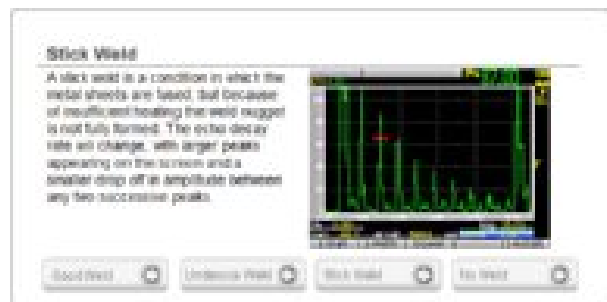 Stick Weld
A stick weld is a condition in which the
metal sheets are fused, but because
of insufficient heating the weld nugget
is not fully formed. The echo decay
rate will change, with larger peaks
appearing on the screen and a
smaller drop off in amplitude between
any two successive peaks.
Good Weld
Undersize Weld
Stick Weld
No Weld